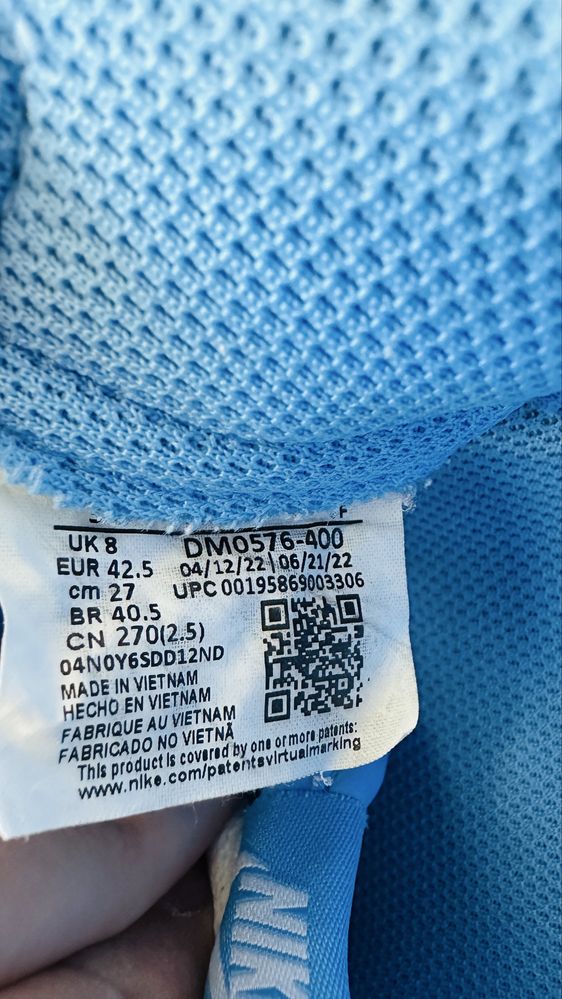 UK 8
DM0576-400
EUR 42.5
04/12/22 | 06/21/22
cm 27
UPC 00195869003306
BR 40.5
CN 270(2.5)
04N0Y6SDD12ND
MADE IN VIETNAM
HECHO EN VIETNAM
FABRIQUE AU VIETNAM
FABRICADO NO VIETNÃ
This product is covered by one or more patents:
www.nike.com/patentsvirtualmarking
NIK